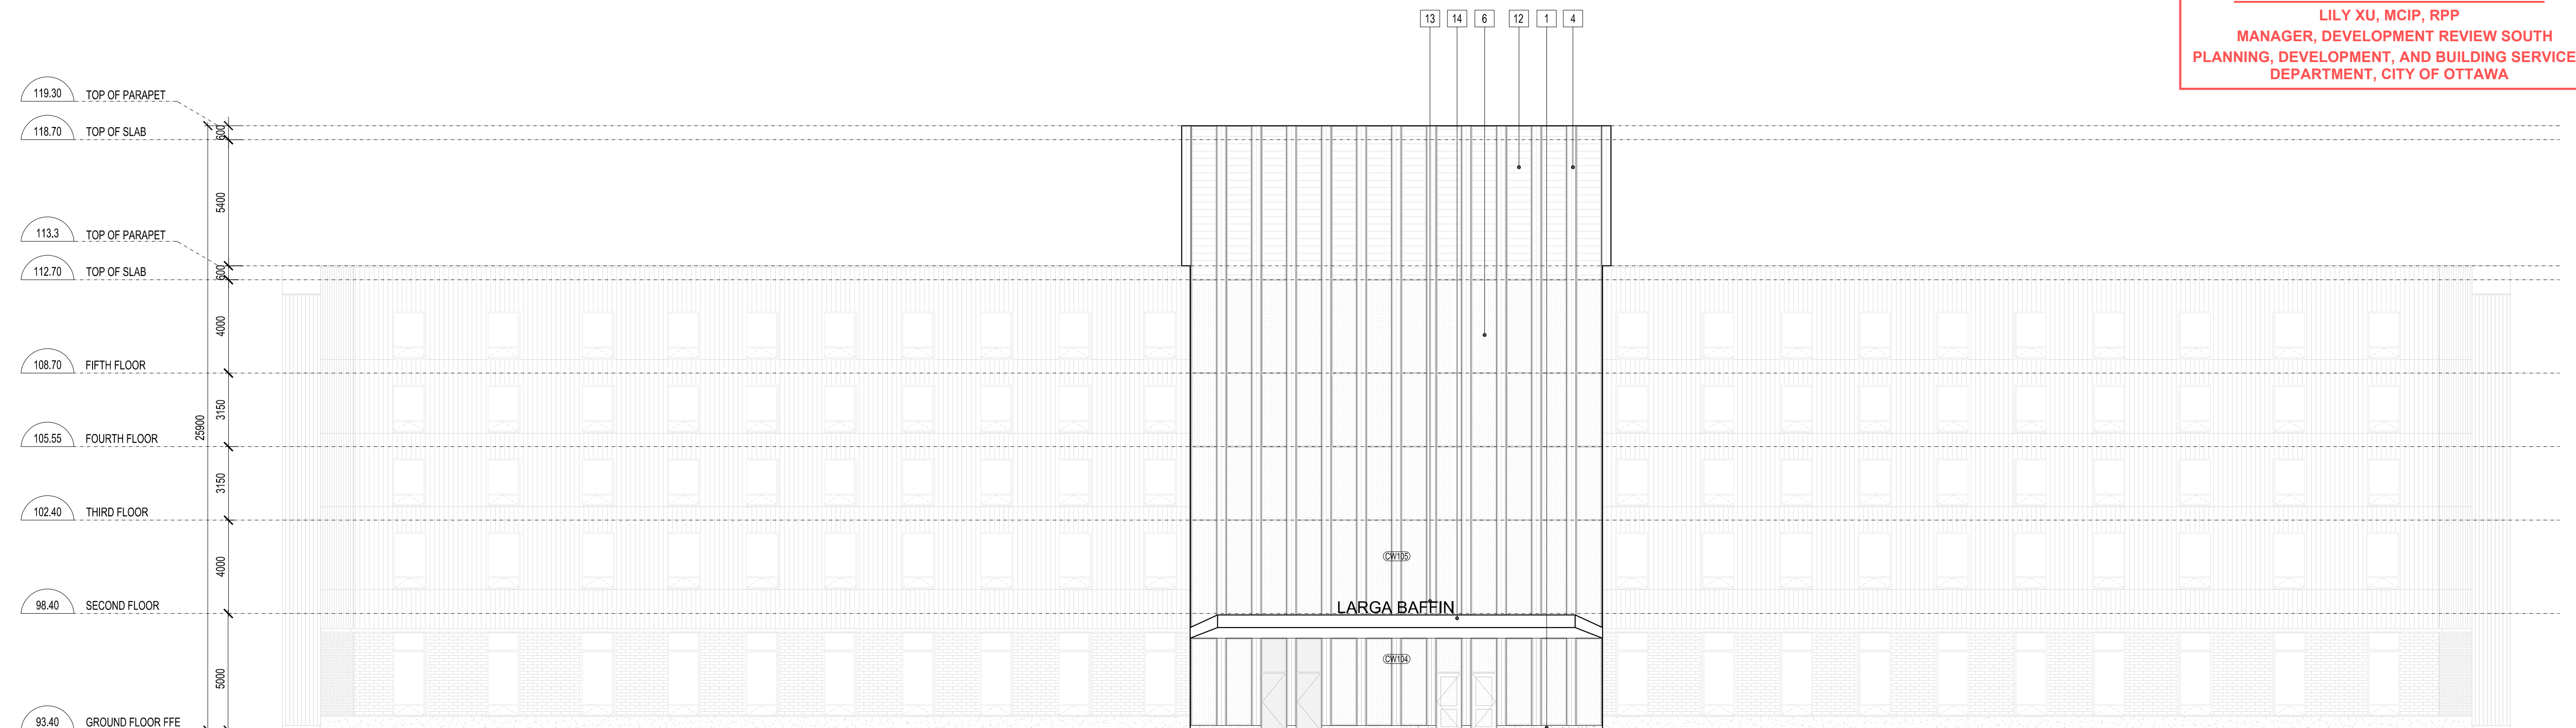 13 14 6 12 1 4
LILY XU, MCIP, RPP
MANAGER, DEVELOPMENT REVIEW SOUTH
PLANNING, DEVELOPMENT, AND BUILDING SERVICE
DEPARTMENT, CITY OF OTTAWA
119.30 TOP OF PARAPET
600
118.70 TOP OF SLAB
5400
113.3 TOP OF PARAPET
600
112.70 TOP OF SLAB
4000
108.70 FIFTH FLOOR
3150
25900
105.55 FOURTH FLOOR
3150
102.40 THIRD FLOOR
4000
CW105
98.40 SECOND FLOOR
LARGA BAFFIN
CW104
5000
93.40 GROUND FLOOR FFE